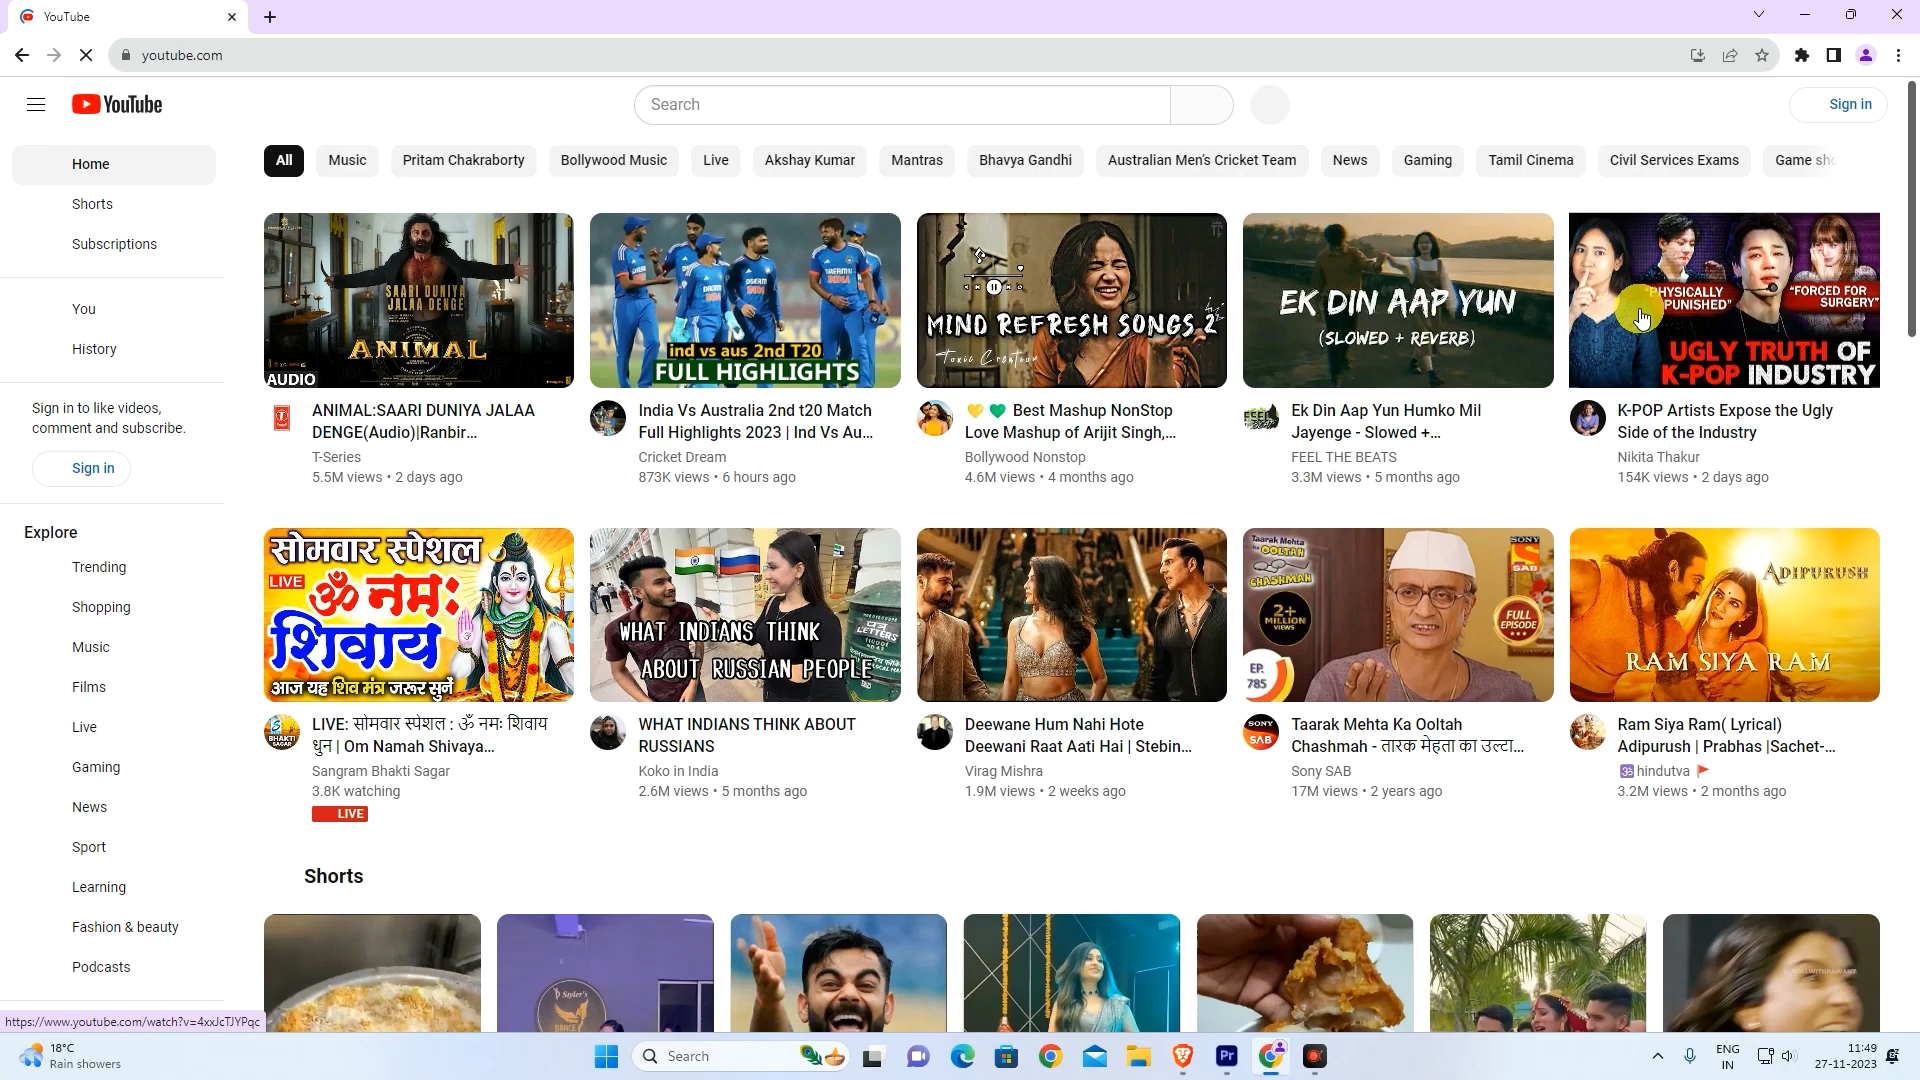 YouTube
youtube.com
YouTube
Search
Sign in
Home
Shorts
Subscriptions
You
History
Sign in to like videos,
comment and subscribe.
Sign in
Explore
Trending
Shopping
Music
Films
Live
Gaming
News
Sport
Learning
Fashion & beauty
Podcasts
All
Music
Pritam Chakraborty
Bollywood Music
Live
Akshay Kumar
Mantras
Bhavya Gandhi
Australian Men's Cricket Team
News
Gaming
Tamil Cinema
Civil Services Exams
Game sho
SAARI DUNIYA
JALAA DENGE
ANIMAL
AUDIO
ANIMAL:SAARI DUNIYA JALAA
DENGE(Audio)|Ranbir...
T-Series
5.5M views • 2 days ago
ind vs aus 2nd T20
FULL HIGHLIGHTS
India Vs Australia 2nd t20 Match
Full Highlights 2023 | Ind Vs Au...
Cricket Dream
873K views • 6 hours ago
MIND REFRESH SONGS 2
Toxic Creation
💛 💚 Best Mashup NonStop
Love Mashup of Arijit Singh,...
Bollywood Nonstop
4.6M views • 4 months ago
EK DIN AAP YUN
(SLOWED + REVERB)
Ek Din Aap Yun Humko Mil
Jayenge - Slowed +...
FEEL THE BEATS
3.3M views • 5 months ago
"PHYSICALLY
PUNISHED"
"FORCED FOR
SURGERY"
UGLY TRUTH OF
K-POP INDUSTRY
K-POP Artists Expose the Ugly
Side of the Industry
Nikita Thakur
154K views • 2 days ago
सोमवार स्पेशल
LIVE
ॐ नमः
शिवाय
आज यह शिव मंत्र जरूर सुनें
BHAKTI
SAGAR
LIVE: सोमवार स्पेशल : ॐ नमः शिवाय
धुन | Om Namah Shivaya...
Sangram Bhakti Sagar
3.8K watching
LIVE
LETTERS
WHAT INDIANS THINK
ABOUT RUSSIAN PEOPLE
WHAT INDIANS THINK ABOUT
RUSSIANS
Koko in India
2.6M views • 5 months ago
Deewane Hum Nahi Hote
Deewani Raat Aati Hai | Stebin...
Virag Mishra
1.9M views • 2 weeks ago
Taarak Mehta
Ka OOLTAH
CHASHMAH
2+
MILLION
VIEWS
EP.
785
SONY
SAB
FULL
EPISODE
SONY
SAB
Taarak Mehta Ka Ooltah
Chashmah - तारक मेहता का उल्टा...
Sony SAB
17M views • 2 years ago
ADIPURUSH
RAM SIYA RAM
Ram Siya Ram( Lyrical)
Adipurush | Prabhas |Sachet-...
🕉 hindutva 🚩
3.2M views • 2 months ago
Shorts
D Styler's
DANCE
https://www.youtube.com/watch?v=4xxJcTJYPqc
18°C
Rain showers
Search
Pr
ENG
IN
11:49
27-11-2023